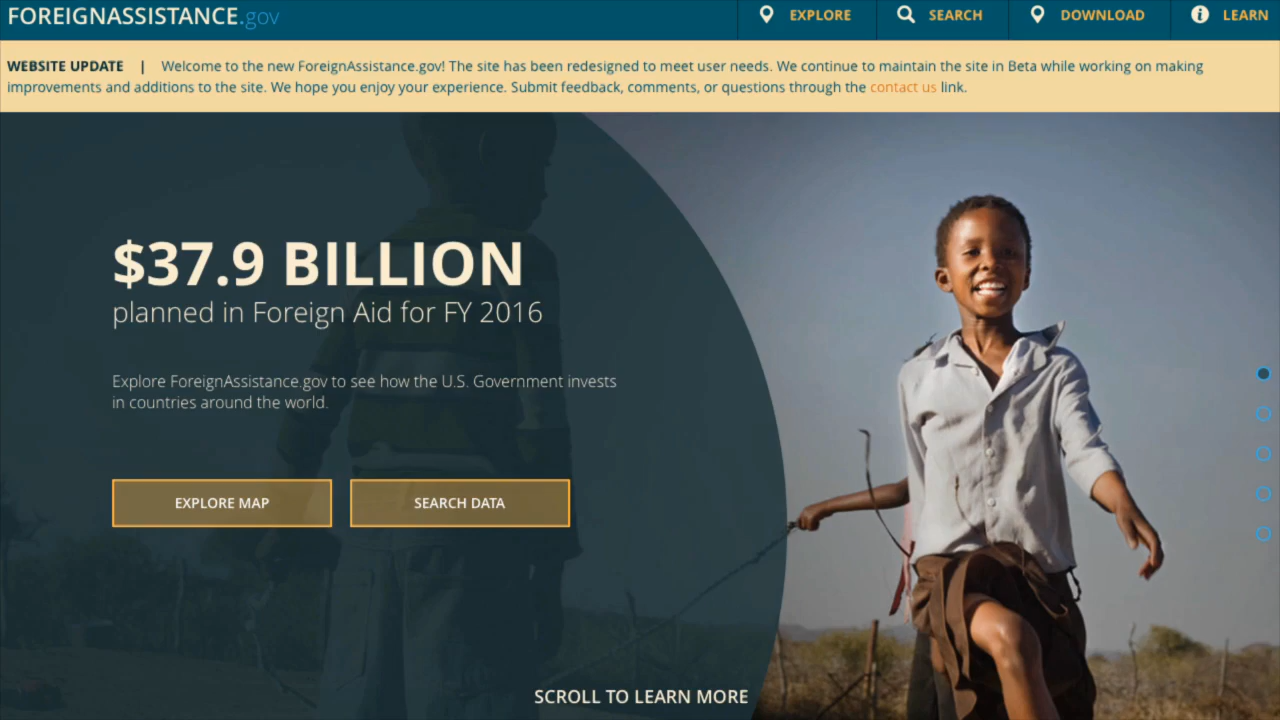 FOREIGNASSISTANCE.gov
EXPLORE
SEARCH
DOWNLOAD
LEARN
WEBSITE UPDATE | Welcome to the new ForeignAssistance.gov! The site has been redesigned to meet user needs. We continue to maintain the site in Beta while working on making
improvements and additions to the site. We hope you enjoy your experience. Submit feedback, comments, or questions through the contact us link.
$37.9 BILLION
planned in Foreign Aid for FY 2016
Explore ForeignAssistance.gov to see how the U.S. Government invests
in countries around the world.
EXPLORE MAP
SEARCH DATA
SCROLL TO LEARN MORE